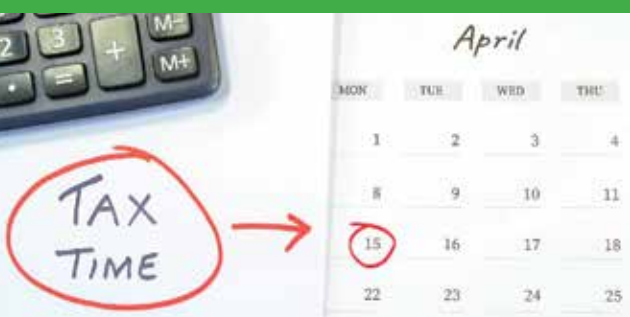 M-
2 3 + M+
. =
April
MON TUE WED THU
1 2 3 4
8 9 10 11
TAX
TIME
15 16 17 18
22 23 24 25